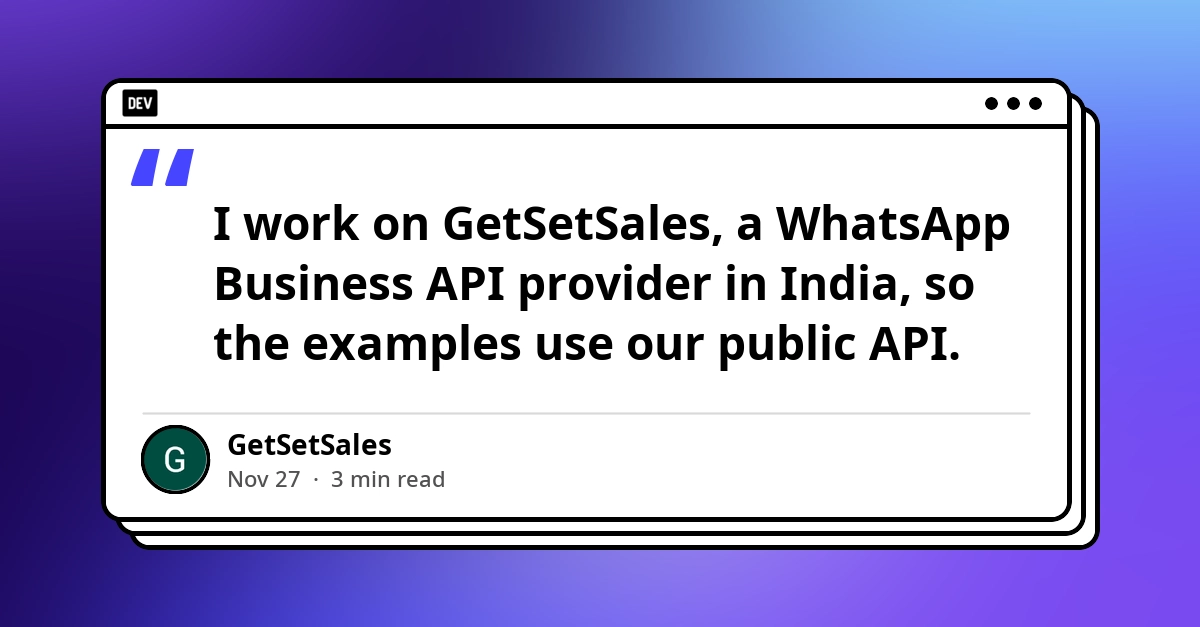 DEV
“
I work on GetSetSales, a WhatsApp
Business API provider in India, so
the examples use our public API.
G
GetSetSales
Nov 27 · 3 min read